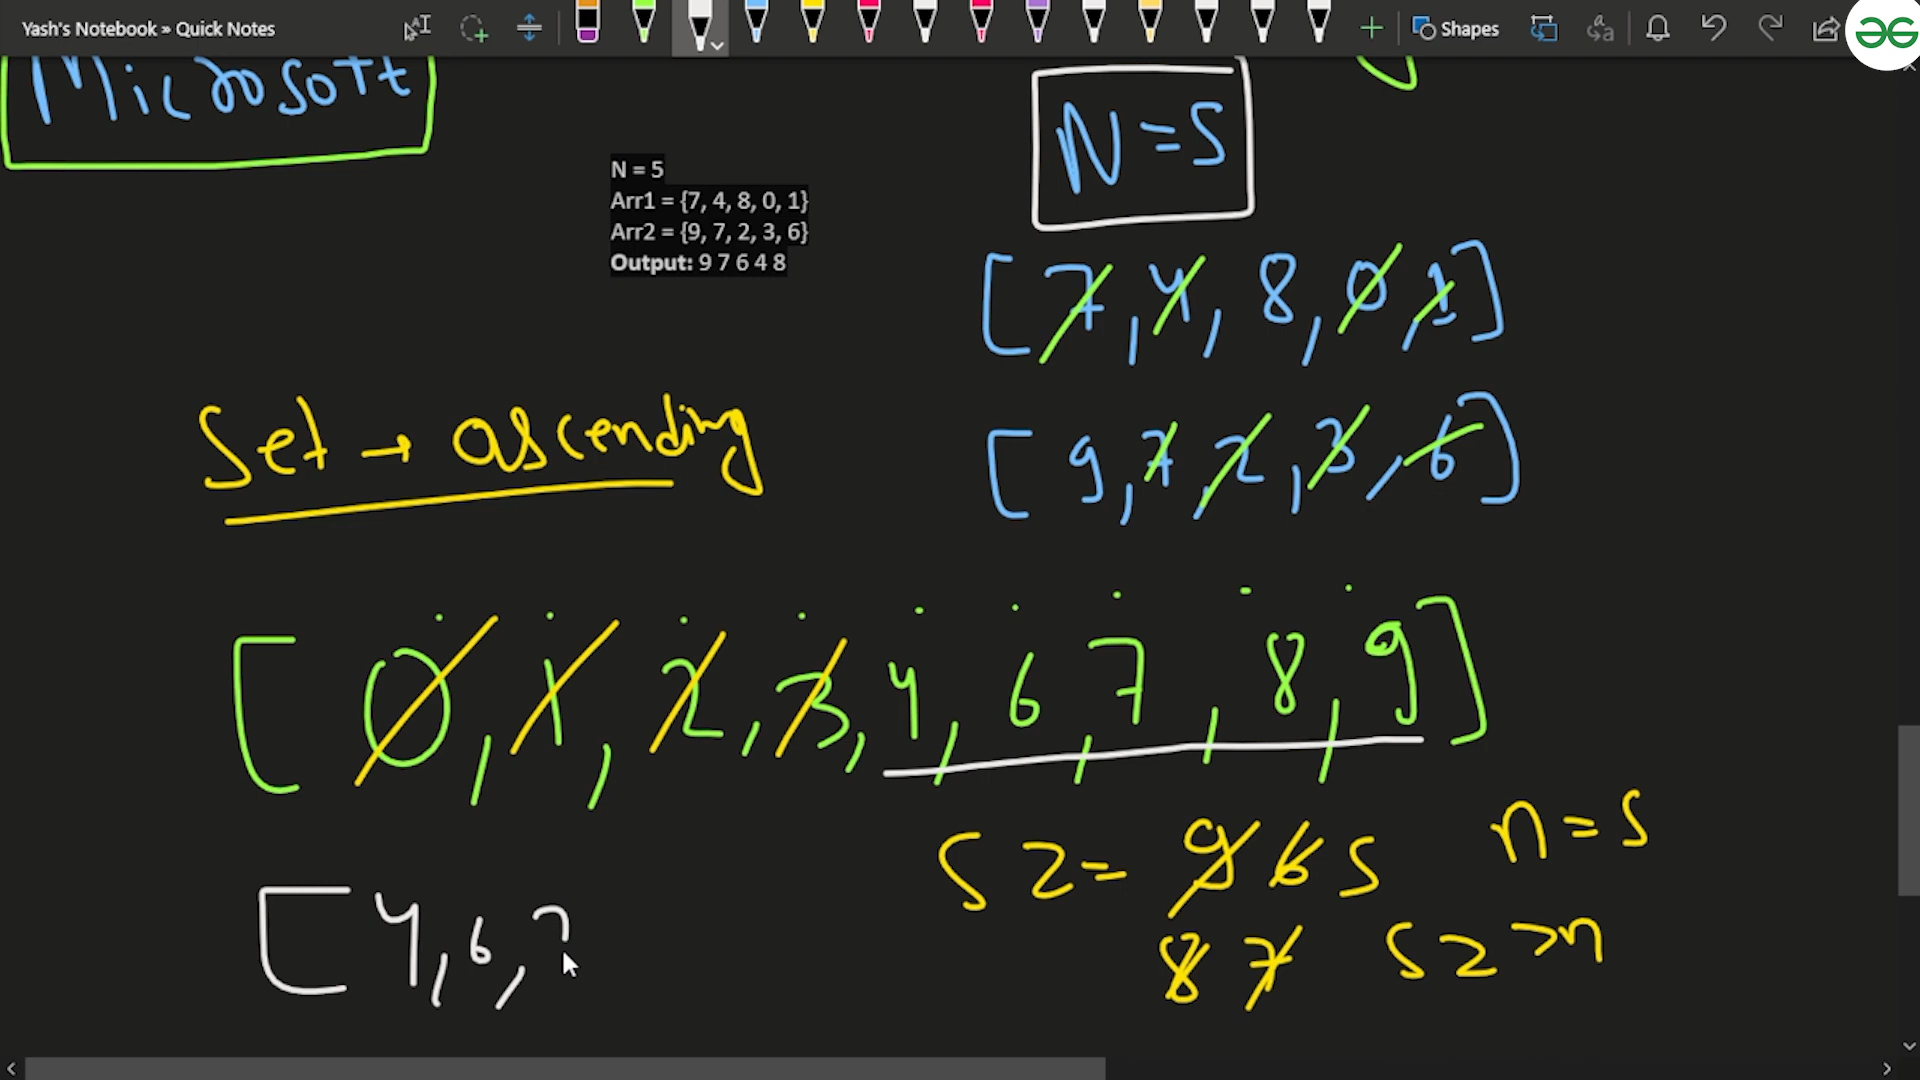 Yash's Notebook » Quick Notes
Shapes
Microsoft
N = 5
N = 5
Arr1 = {7, 4, 8, 0, 1}
Arr2 = {9, 7, 2, 3, 6}
Output: 9 7 6 4 8
[7, 4, 8, 0, 1]
Set → ascending
[9, 7, 2, 3, 6]
[0, 1, 2, 3, 4, 6, 7, 8, 9]
sz = 9 6 5
n = 5
8 7
sz > n
[4, 6,